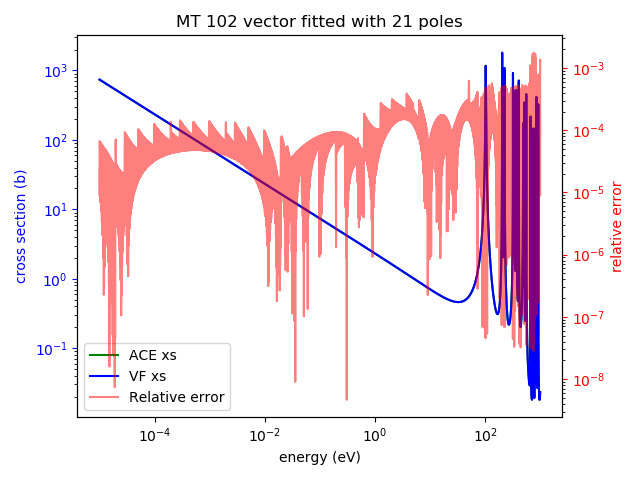 MT 102 vector fitted with 21 poles
cross section (b)
10³
10²
10¹
10⁰
10⁻¹
10⁻³
10⁻⁴
10⁻⁵
10⁻⁶
10⁻⁷
10⁻⁸
relative error
ACE xs
VF xs
Relative error
10⁻⁴ 10⁻² 10⁰ 10²
energy (eV)